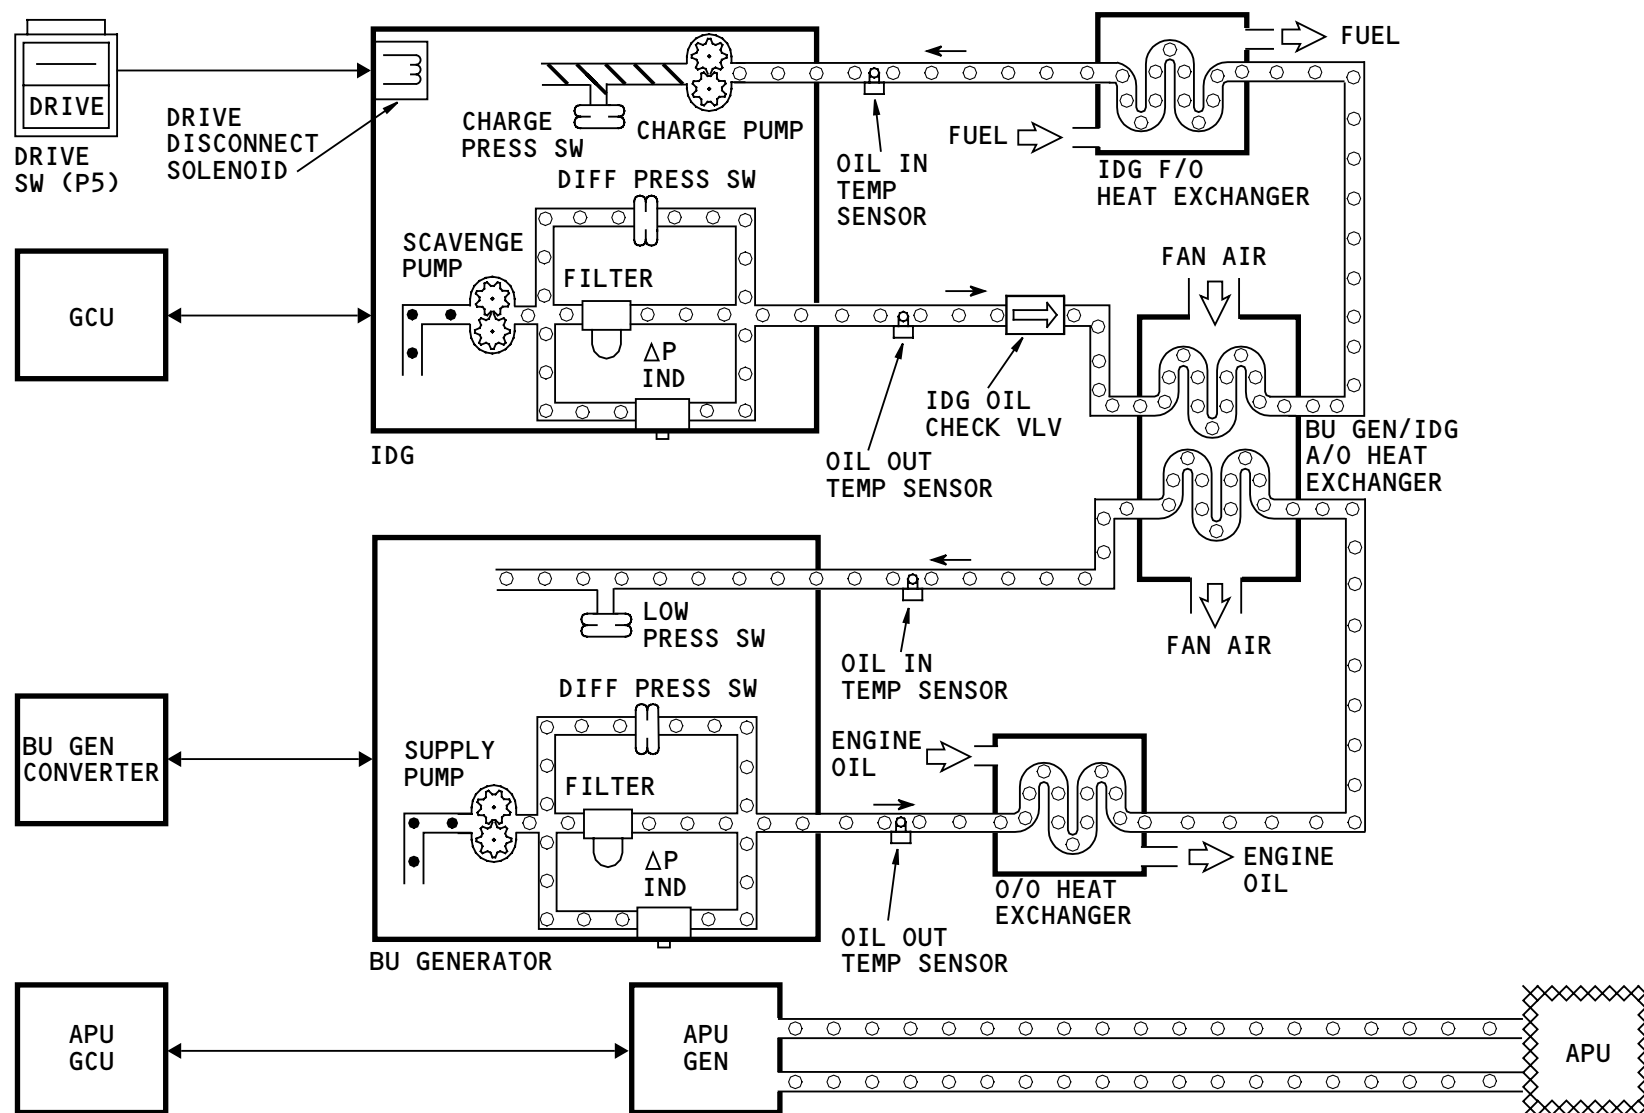 DRIVE
DRIVE
SW (P5)
DRIVE
DISCONNECT
SOLENOID
CHARGE
PRESS SW
CHARGE PUMP
OIL IN
TEMP
SENSOR
FUEL
FUEL
IDG F/O
HEAT EXCHANGER
DIFF PRESS SW
SCAVENGE
PUMP
FILTER
ΔP
IND
GCU
IDG
OIL OUT
TEMP SENSOR
IDG OIL
CHECK VLV
FAN AIR
BU GEN/IDG
A/O HEAT
EXCHANGER
FAN AIR
LOW
PRESS SW
OIL IN
TEMP SENSOR
DIFF PRESS SW
SUPPLY
PUMP
FILTER
ΔP
IND
BU GEN
CONVERTER
ENGINE
OIL
ENGINE
OIL
O/O HEAT
EXCHANGER
OIL OUT
TEMP SENSOR
BU GENERATOR
APU
GCU
APU
GEN
APU